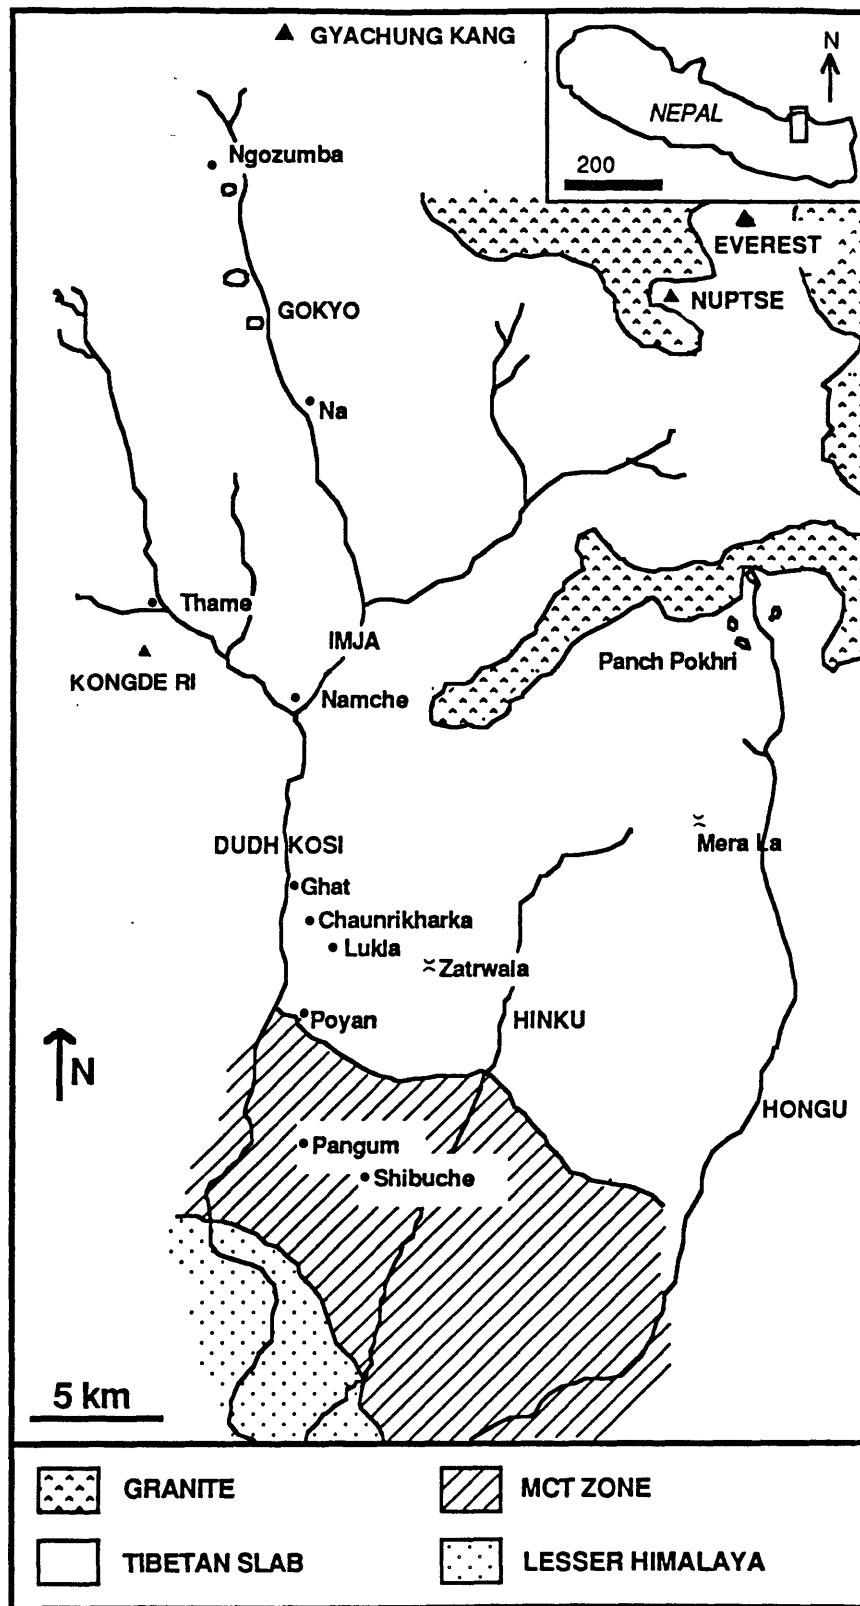 GYACHUNG KANG
N
NEPAL
200
Ngozumba
EVEREST
NUPTSE
GOKYO
Na
Thame
IMJA
KONGDE RI
Panch Pokhri
Namche
DUDH KOSI
Mera La
Ghat
Chaunrikharka
Lukla
Zatrwala
Poyan
HINKU
N
HONGU
Pangum
Shibuche
5 km
GRANITE
MCT ZONE
TIBETAN SLAB
LESSER HIMALAYA